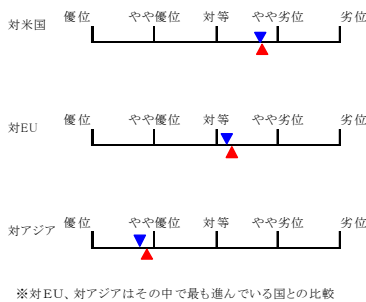 対米国
優位 やや優位 対等 やや劣位 劣位
対EU
優位 やや優位 対等 やや劣位 劣位
対アジア
優位 やや優位 対等 やや劣位 劣位
※対EU、対アジアはその中で最も進んでいる国との比較